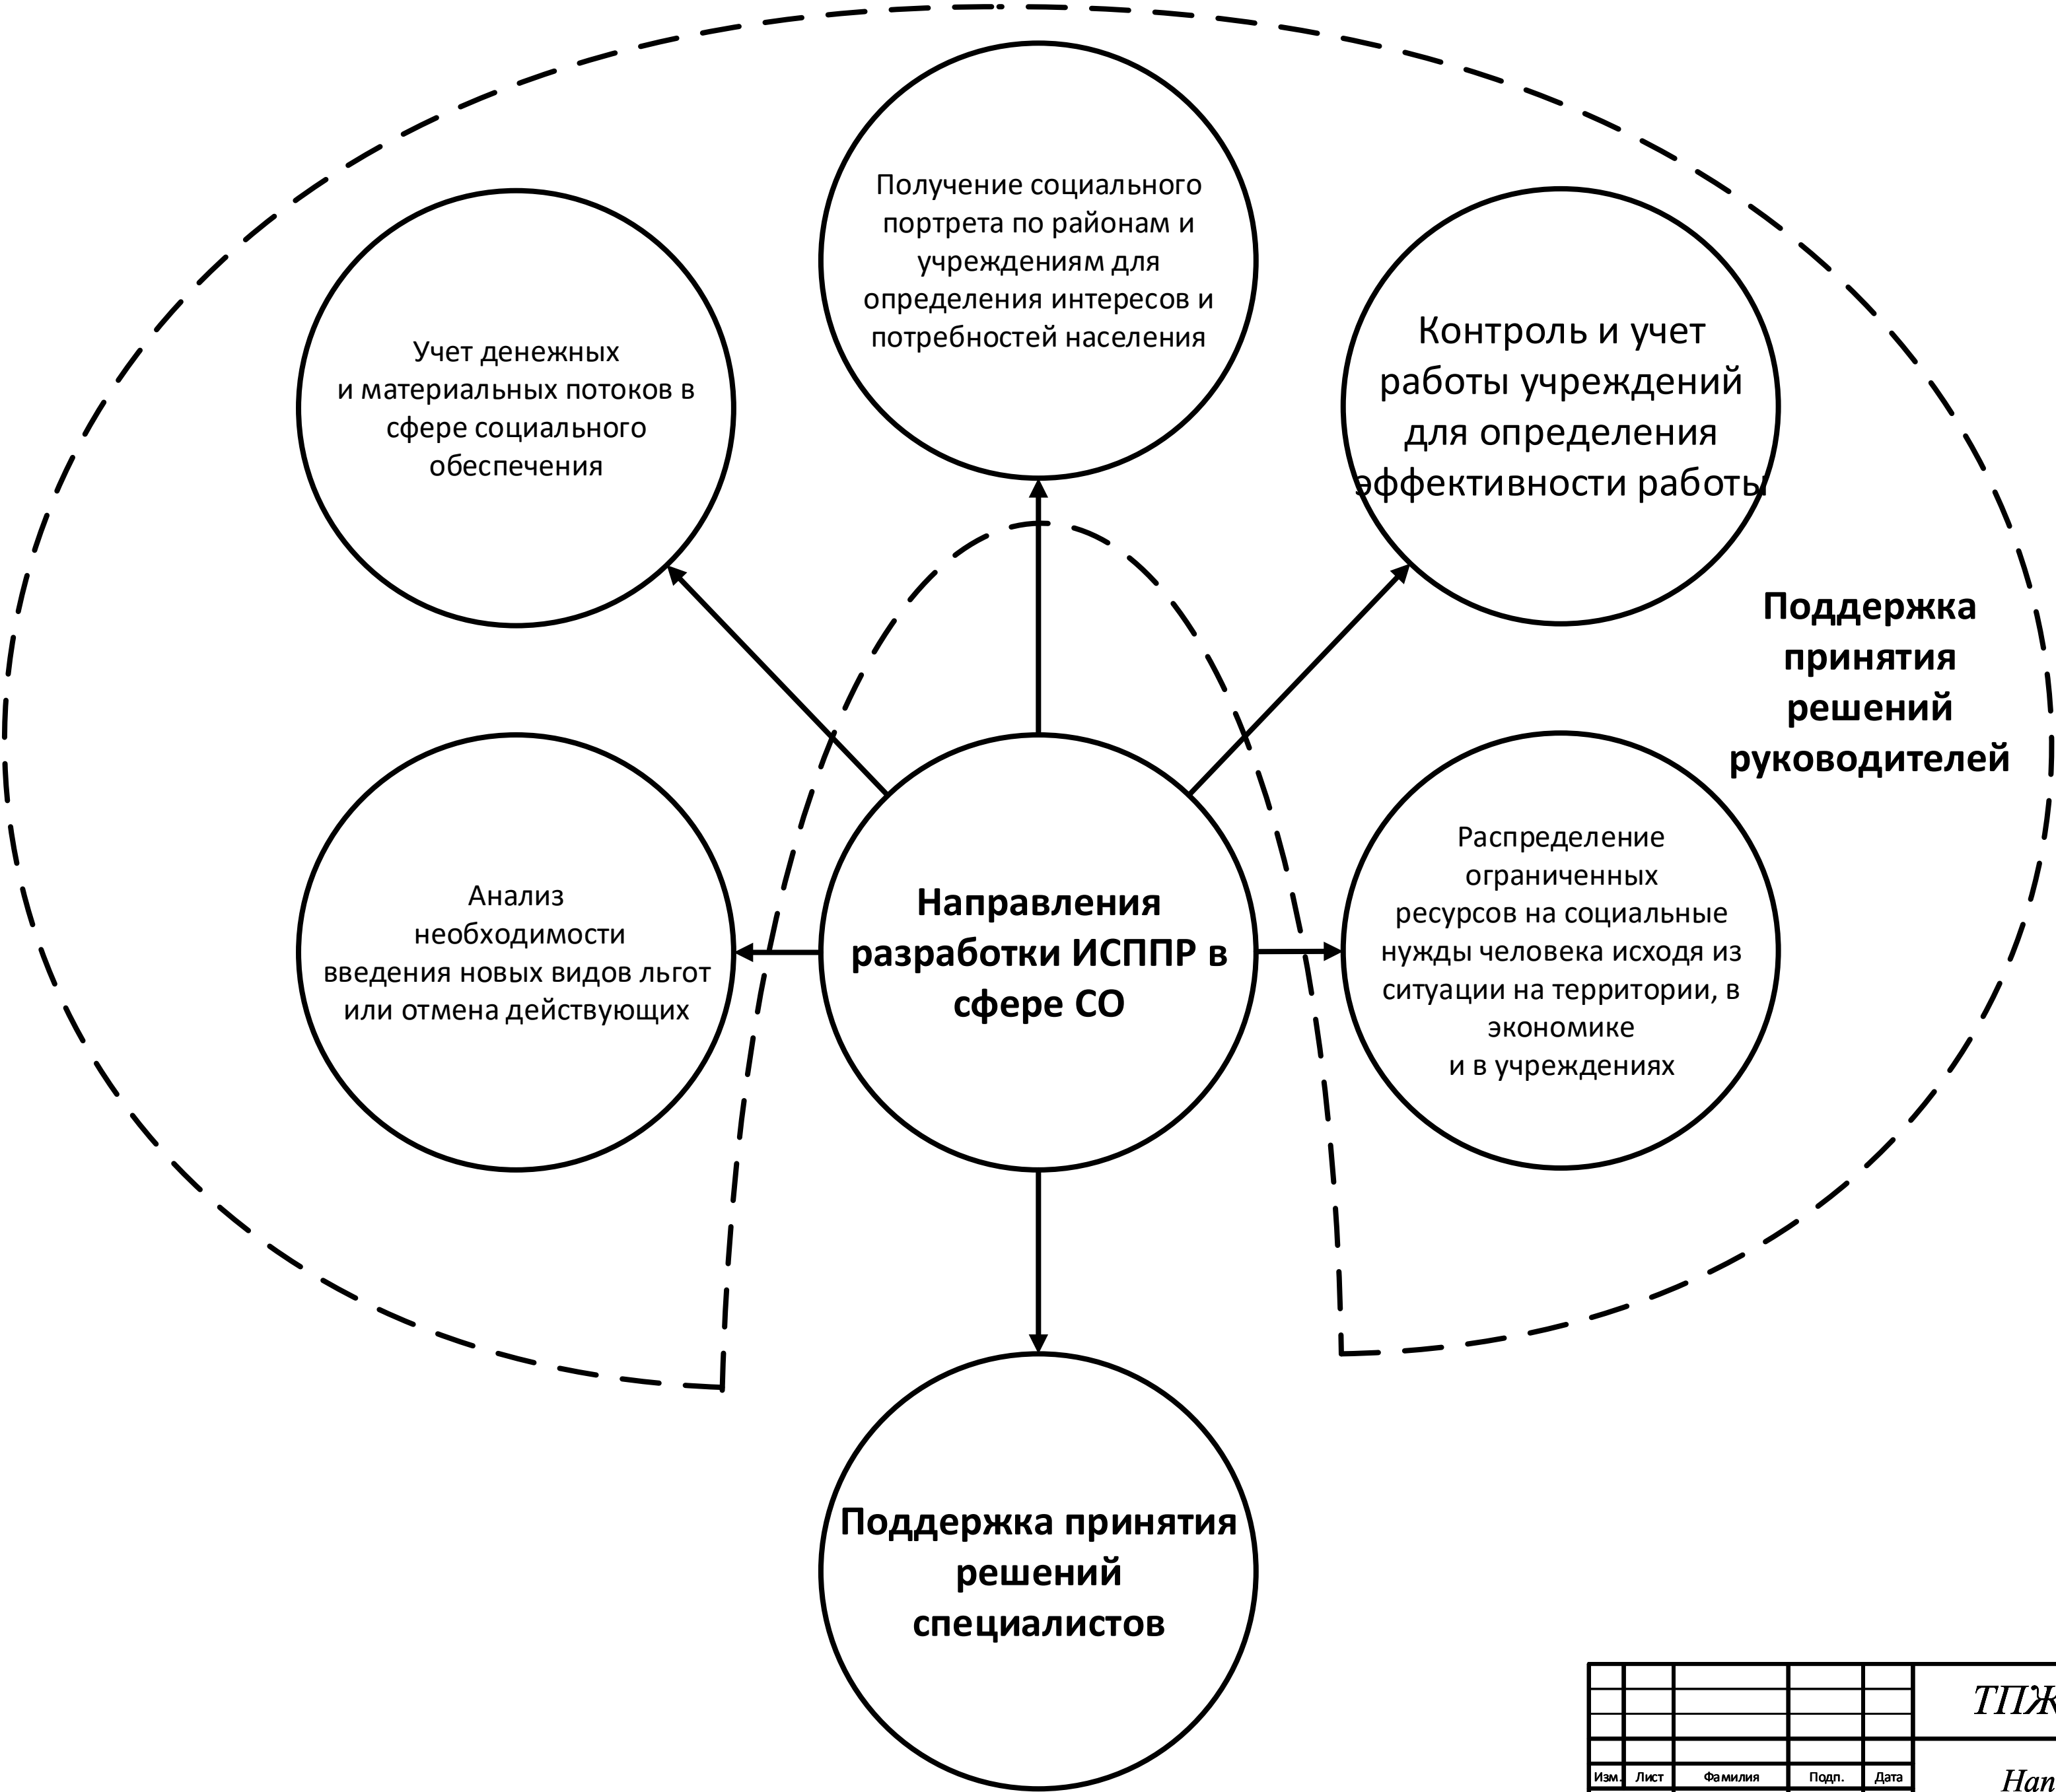 Получение социального
портрета по районам и
учреждениям для
определения интересов и
потребностей населения
Учет денежных
и материальных потоков в
сфере социального
обеспечения
Контроль и учет
работы учреждений
для определения
эффективности работы
Поддержка
принятия
решений
руководителей
Анализ
необходимости
введения новых видов льгот
или отмена действующих
Направления
разработки ИСППР в
сфере СО
Распределение
ограниченных
ресурсов на социальные
нужды человека исходя из
ситуации на территории, в
экономике
и в учреждениях
Поддержка принятия
решений
специалистов
ТПЖ
Изм. Лист Фамилия Подп. Дата
Нап